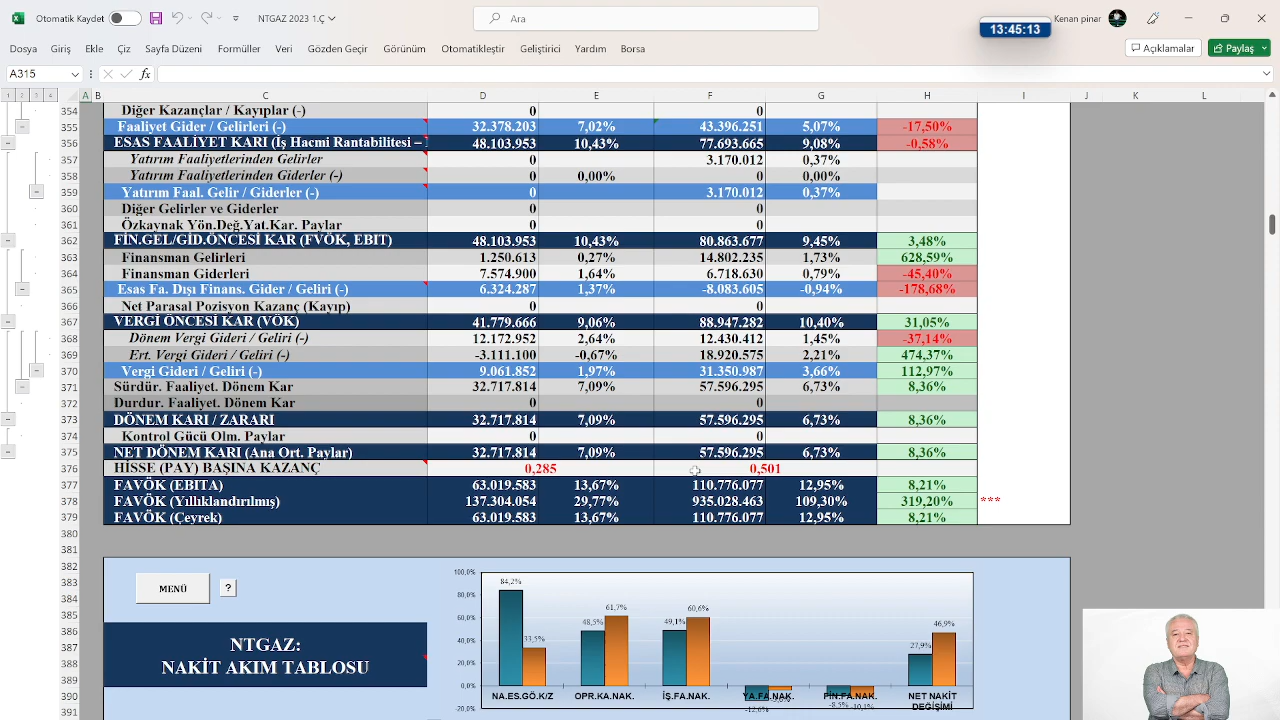 Otomatik Kaydet NTGAZ 2023 1.Ç Ara 13:45:13 Kenan pinar
Dosya Giriş Ekle Çiz Sayfa Düzeni Formüller Veri Gözden Geçir Görünüm Otomatikleştir Geliştirici Yardım Borsa Açıklamalar Paylaş
A315 fx
1 2 3 4 A B C D E F G H I J K L
354 Diğer Kazançlar / Kayıplar (-) 0 0
355 Faaliyet Gider / Gelirleri (-) 32.378.203 7,02% 43.396.251 5,07% -17,50%
356 ESAS FAALİYET KARI (İş Hacmi Rantabilitesi – 48.103.953 10,43% 77.693.665 9,08% -0,58%
357 Yatırım Faaliyetlerinden Gelirler 0 3.170.012 0,37%
358 Yatırım Faaliyetlerinden Giderler (-) 0 0,00% 0 0,00%
359 Yatırım Faal. Gelir / Giderler (-) 0 3.170.012 0,37%
360 Diğer Gelirler ve Giderler 0 0
361 Özkaynak Yön.Değ.Yat.Kar. Paylar 0 0
362 FİN.GEL/GİD.ÖNCESİ KAR (FVÖK, EBIT) 48.103.953 10,43% 80.863.677 9,45% 3,48%
363 Finansman Gelirleri 1.250.613 0,27% 14.802.235 1,73% 628,59%
364 Finansman Giderleri 7.574.900 1,64% 6.718.630 0,79% -45,40%
365 Esas Fa. Dışı Finans. Gider / Geliri (-) 6.324.287 1,37% -8.083.605 -0,94% -178,68%
366 Net Parasal Pozisyon Kazanç (Kayıp) 0 0
367 VERGİ ÖNCESİ KAR (VÖK) 41.779.666 9,06% 88.947.282 10,40% 31,05%
368 Dönem Vergi Gideri / Geliri (-) 12.172.952 2,64% 12.430.412 1,45% -37,14%
369 Ert. Vergi Gideri / Geliri (-) -3.111.100 -0,67% 18.920.575 2,21% 474,37%
370 Vergi Gideri / Geliri (-) 9.061.852 1,97% 31.350.987 3,66% 112,97%
371 Sürdür. Faaliyet. Dönem Kar 32.717.814 7,09% 57.596.295 6,73% 8,36%
372 Durdur. Faaliyet. Dönem Kar 0 0
373 DÖNEM KARI / ZARARI 32.717.814 7,09% 57.596.295 6,73% 8,36%
374 Kontrol Gücü Olm. Paylar 0 0
375 NET DÖNEM KARI (Ana Ort. Paylar) 32.717.814 7,09% 57.596.295 6,73% 8,36%
376 HİSSE (PAY) BAŞINA KAZANÇ 0,285 0,501
377 FAVÖK (EBITA) 63.019.583 13,67% 110.776.077 12,95% 8,21%
378 FAVÖK (Yıllıklandırılmış) 137.304.054 29,77% 935.028.463 109,30% 319,20% ***
379 FAVÖK (Çeyrek) 63.019.583 13,67% 110.776.077 12,95% 8,21%
380
381
382
383
384
385
386
387
388
389
390
391
MENÜ ?
NTGAZ:
NAKİT AKIM TABLOSU
100,0%
80,0%
60,0%
40,0%
20,0%
0,0%
-20,0%
84,2% 33,5% 48,5% 61,7% 49,1% 60,6% 27,9% 46,9%
NA.ES.GÖ.K/Z OPR.KA.NAK. İŞ.FA.NAK. YA.FA.NAK. FİN.FA.NAK. NET NAKİT
DEĞİŞİMİ
-8,5% -10,1%